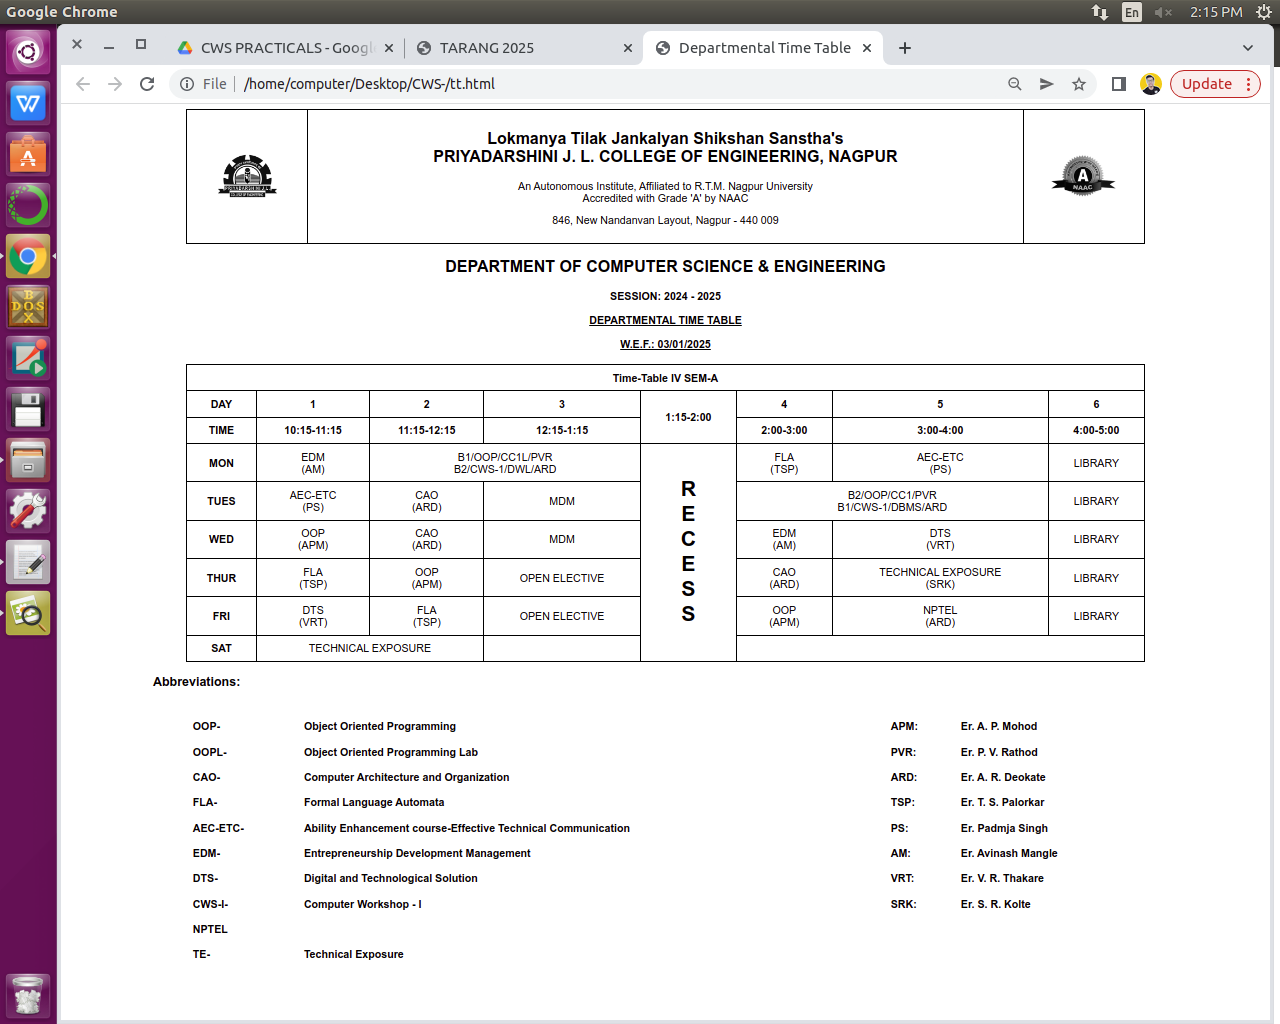 Google Chrome
En
2:15 PM
CWS PRACTICALS - Googl
TARANG 2025
Departmental Time Table
File
/home/computer/Desktop/CWS-/tt.html
Update
Lokmanya Tilak Jankalyan Shikshan Sanstha's
PRIYADARSHINI J. L. COLLEGE OF ENGINEERING, NAGPUR
An Autonomous Institute, Affiliated to R.T.M. Nagpur University
Accredited with Grade 'A' by NAAC
846, New Nandanvan Layout, Nagpur - 440 009
PRIYADARSHINI J.L.
A
NAAC
DEPARTMENT OF COMPUTER SCIENCE & ENGINEERING
SESSION: 2024 - 2025
DEPARTMENTAL TIME TABLE
W.E.F.: 03/01/2025
Time-Table IV SEM-A
DAY 1 2 3 1:15-2:00 4 5 6
TIME 10:15-11:15 11:15-12:15 12:15-1:15 2:00-3:00 3:00-4:00 4:00-5:00
MON EDM (AM) B1/OOP/CC1L/PVR B2/CWS-1/DWL/ARD RECESS FLA (TSP) AEC-ETC (PS) LIBRARY
TUES AEC-ETC (PS) CAO (ARD) MDM B2/OOP/CC1/PVR B1/CWS-1/DBMS/ARD LIBRARY
WED OOP (APM) CAO (ARD) MDM EDM (AM) DTS (VRT) LIBRARY
THUR FLA (TSP) OOP (APM) OPEN ELECTIVE CAO (ARD) TECHNICAL EXPOSURE (SRK) LIBRARY
FRI DTS (VRT) FLA (TSP) OPEN ELECTIVE OOP (APM) NPTEL (ARD) LIBRARY
SAT TECHNICAL EXPOSURE
Abbreviations:
OOP- Object Oriented Programming APM: Er. A. P. Mohod
OOPL- Object Oriented Programming Lab PVR: Er. P. V. Rathod
CAO- Computer Architecture and Organization ARD: Er. A. R. Deokate
FLA- Formal Language Automata TSP: Er. T. S. Palorkar
AEC-ETC- Ability Enhancement course-Effective Technical Communication PS: Er. Padmja Singh
EDM- Entrepreneurship Development Management AM: Er. Avinash Mangle
DTS- Digital and Technological Solution VRT: Er. V. R. Thakare
CWS-I- Computer Workshop - I SRK: Er. S. R. Kolte
NPTEL
TE- Technical Exposure